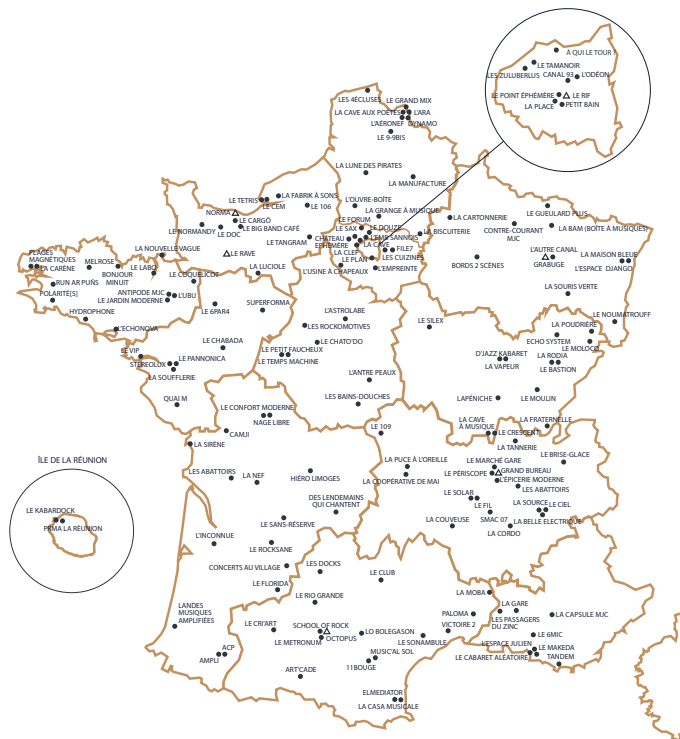 À QUI LE TOUR ?
LE TAMANOIR
LES ZULUBERLUS
CANAL 93
L'ODÉON
LE POINT ÉPHÉMÈRE
LE RIF
LA PLACE
PETIT BAIN
LES 4ÉCLUSES
LE GRAND MIX
LA CAVE AUX POÈTES
L'ARA
L'AÉRONEF
DYNAMO
LE 9-9BIS
LA LUNE DES PIRATES
LA MANUFACTURE
LE TETRIS
LA FABRIK À SONS
LE CEM
LE 106
L'OUVRE-BOÎTE
LA GRANGE À MUSIQUE
NORMA
LE CARGÖ
LE BIG BAND CAFÉ
LE NORMANDY
LE DOC
LE TANGRAM
LE FORUM
LE SAX
LE DOUZE
L'EMB SANNOIS
CHÂTEAU
ÉPHÉMÈRE
LA CAVE
LA CLEF
FILE7
LE PLAN
LES CUIZINES
L'USINE À CHAPEAUX
L'EMPREINTE
LA BISCUITERIE
LA CARTONNERIE
LE GUEULARD PLUS
CONTRE-COURANT
MJC
LA BAM (BOÎTE À MUSIQUES)
L'AUTRE CANAL
GRABUGE
LA MAISON BLEUE
L'ESPACE DJANGO
BORDS 2 SCÈNES
LA SOURIS VERTE
LE NOUMATROUFF
LA NOUVELLE VAGUE
LE RAVE
PLAGES
MAGNÉTIQUES
LA CARÈNE
MELROSE
BONJOUR
MINUIT
LE LABO
LE COQUELICOT
LA LUCIOLE
RUN AR PUÑS
POLARITÉ[S]
ANTIPODE MJC
L'UBU
LE JARDIN MODERNE
HYDROPHONE
L'ECHONOVA
LE 6PAR4
SUPERFORMA
L'ASTROLABE
LES ROCKOMOTIVES
LE CHATO'DO
LE SILEX
LA POUDRIÈRE
ECHO SYSTEM
LE MOLOCO
LE VIP
LE CHABADA
STEREOLUX
LE PANNONICA
LA SOUFFLERIE
LE PETIT FAUCHEUX
LE TEMPS MACHINE
D'JAZZ KABARET
LA VAPEUR
LA RODIA
LE BASTION
L'ANTRE PEAUX
QUAI M
LE CONFORT MODERNE
NAGE LIBRE
LES BAINS-DOUCHES
LAPÉNICHE
LE MOULIN
CAMJI
LA SIRÈNE
LE 109
LA CAVE
À MUSIQUE
LE CRESCENT
LA FRATERNELLE
LA TANNERIE
LE BRISE-GLACE
ÎLE DE LA RÉUNION
LE KABARDOCK
PRMA LA RÉUNION
LES ABATTOIRS
LA NEF
HIÉRO LIMOGES
LA PUCE À L'OREILLE
LA COOPÉRATIVE DE MAI
LE MARCHÉ GARE
LE PÉRISCOPE
GRAND BUREAU
L'ÉPICERIE MODERNE
LES ABATTOIRS
LE SOLAR
LE FIL
LA SOURCE
LE CIEL
SMAC 07
LA BELLE ELECTRIQUE
LA CORDO
LA COUVEUSE
DES LENDEMAINS
QUI CHANTENT
LE SANS-RÉSERVE
L'INCONNUE
LE ROCKSANE
CONCERTS AU VILLAGE
LES DOCKS
LE CLUB
LE FLORIDA
LE RIO GRANDE
LA MOBA
LANDES
MUSIQUES
AMPLIFIÉES
LE CRI'ART
SCHOOL OF ROCK
LE METRONUM
OCTOPUS
LO BOLEGASON
LE SONAMBULE
PALOMA
VICTOIRE 2
LA GARE
LES PASSAGERS
DU ZINC
LA CAPSULE MJC
LE 6MIC
L'ESPACE JULIEN
LE MAKEDA
LE CABARET ALÉATOIRE
TANDEM
ACP
AMPLI
ART'CADE
MUSIC'AL SOL
11BOUGE
ELMEDIATOR
LA CASA MUSICALE